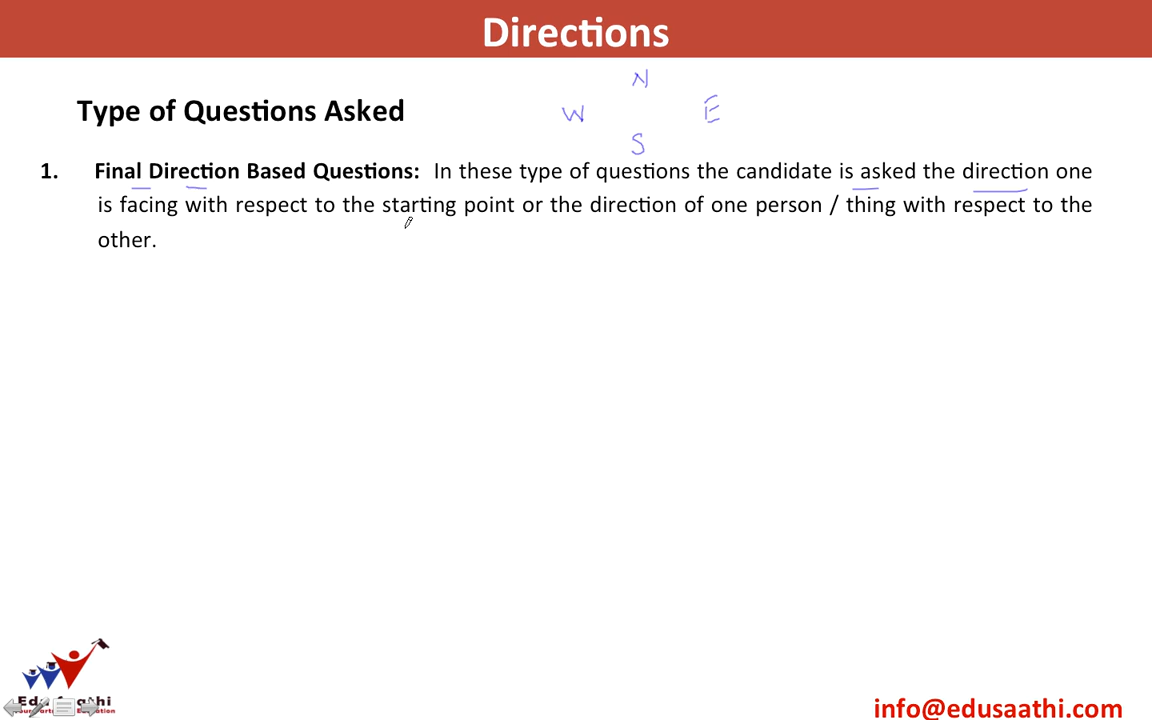 Directions
N
Type of Questions Asked
W E
S
1. Final Direction Based Questions: In these type of questions the candidate is asked the direction one
is facing with respect to the starting point or the direction of one person / thing with respect to the
other.
info@edusaathi.com